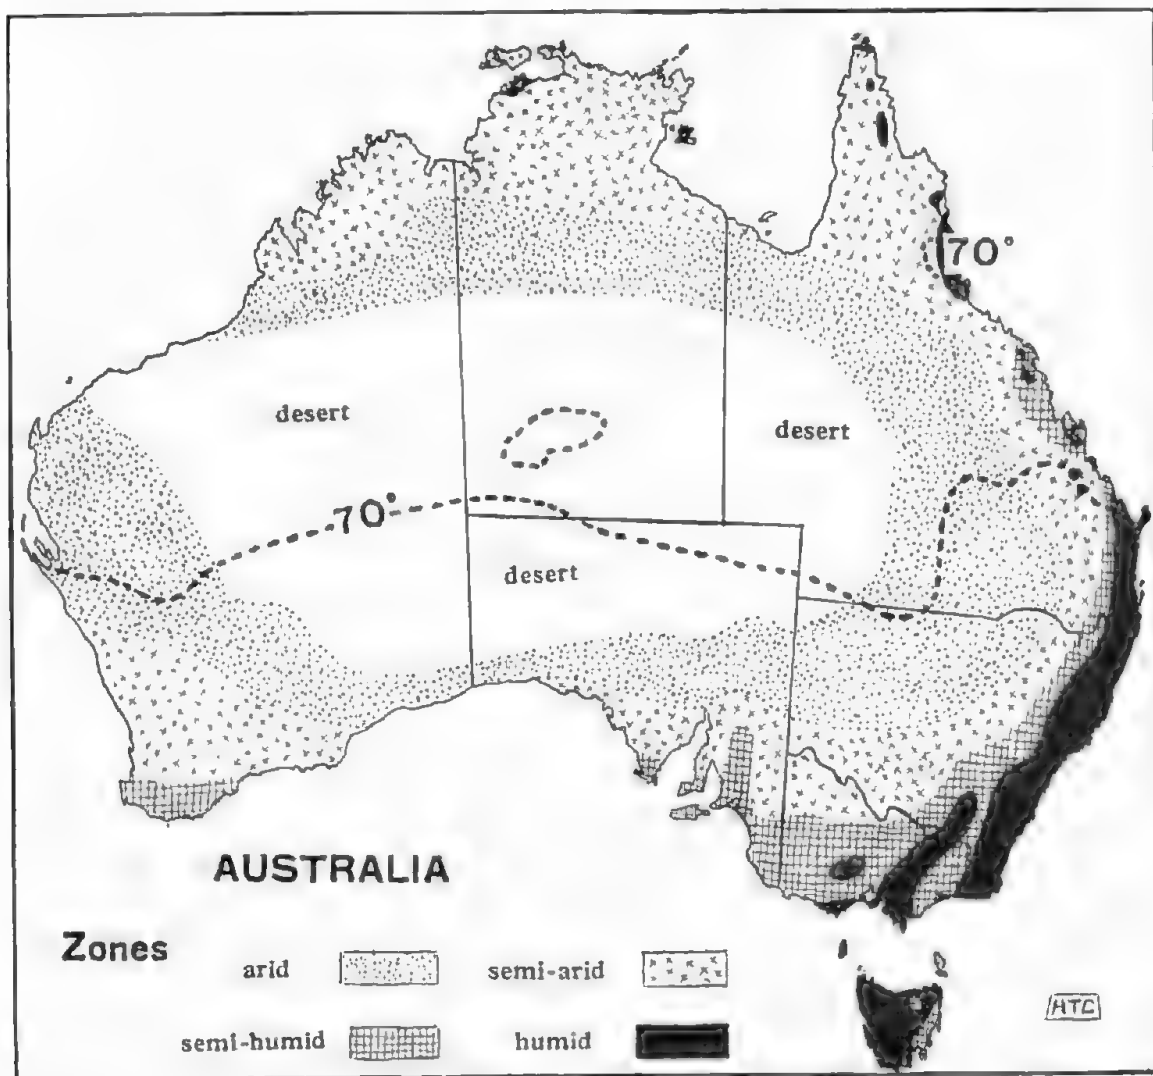 70°
desert
desert
70°
desert
AUSTRALIA
Zones
arid
semi-arid
semi-humid
humid
HTC